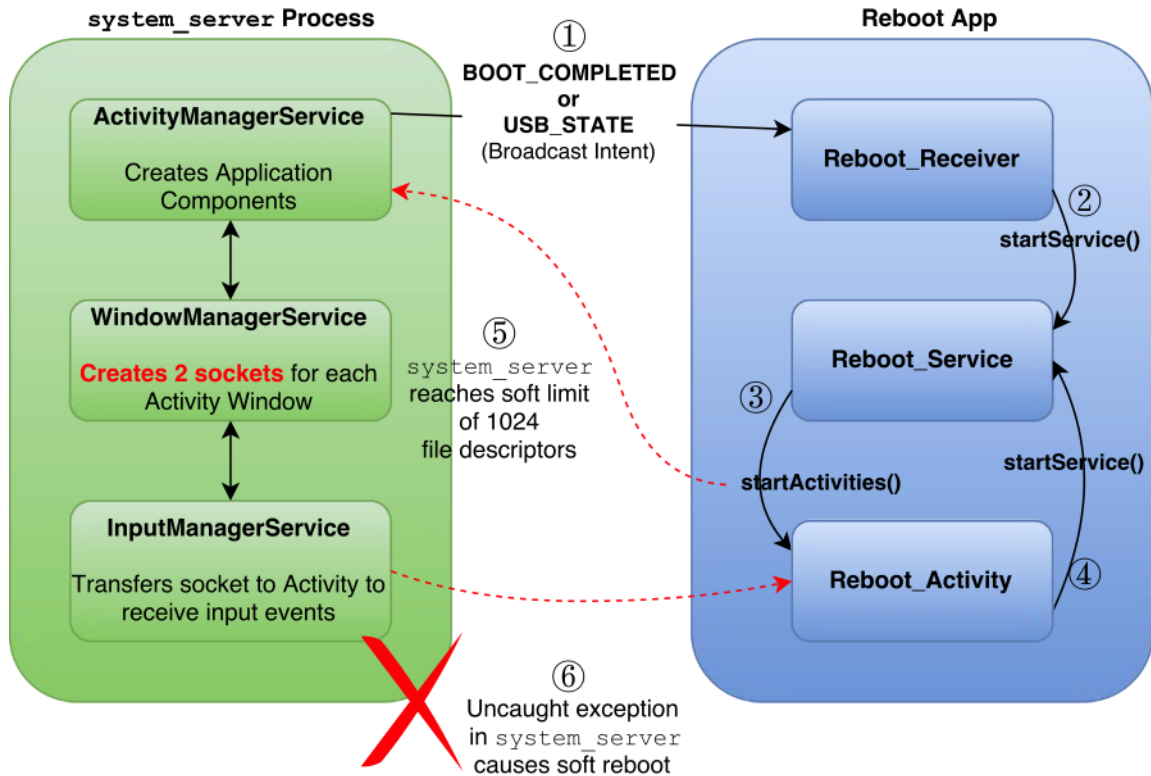 system_server Process
ActivityManagerService
Creates Application
Components
WindowManagerService
Creates 2 sockets for each
Activity Window
InputManagerService
Transfers socket to Activity to
receive input events
①
BOOT_COMPLETED
or
USB_STATE
(Broadcast Intent)
⑤
system_server
reaches soft limit
of 1024
file descriptors
⑥
Uncaught exception
in system_server
causes soft reboot
Reboot App
Reboot_Receiver
②
startService()
Reboot_Service
③
startActivities()
startService()
Reboot_Activity
④